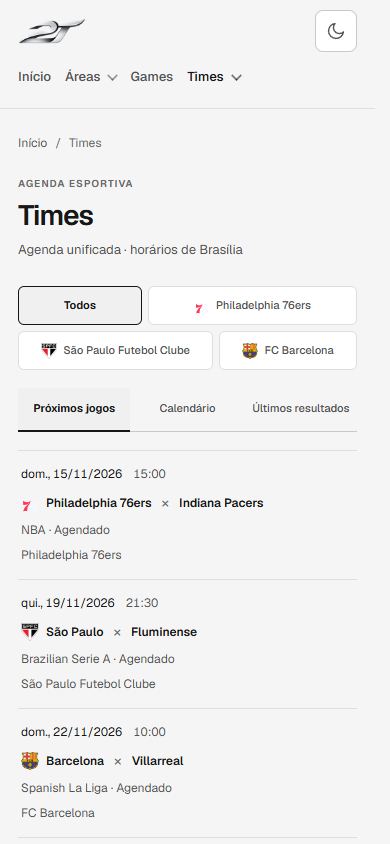 Início Áreas Games Times
Início / Times
AGENDA ESPORTIVA
Times
Agenda unificada · horários de Brasília
Todos
Philadelphia 76ers
São Paulo Futebol Clube
FC Barcelona
Próximos jogos Calendário Últimos resultados
dom., 15/11/2026 15:00
Philadelphia 76ers × Indiana Pacers
NBA · Agendado
Philadelphia 76ers
qui., 19/11/2026 21:30
São Paulo × Fluminense
Brazilian Serie A · Agendado
São Paulo Futebol Clube
dom., 22/11/2026 10:00
Barcelona × Villarreal
Spanish La Liga · Agendado
FC Barcelona